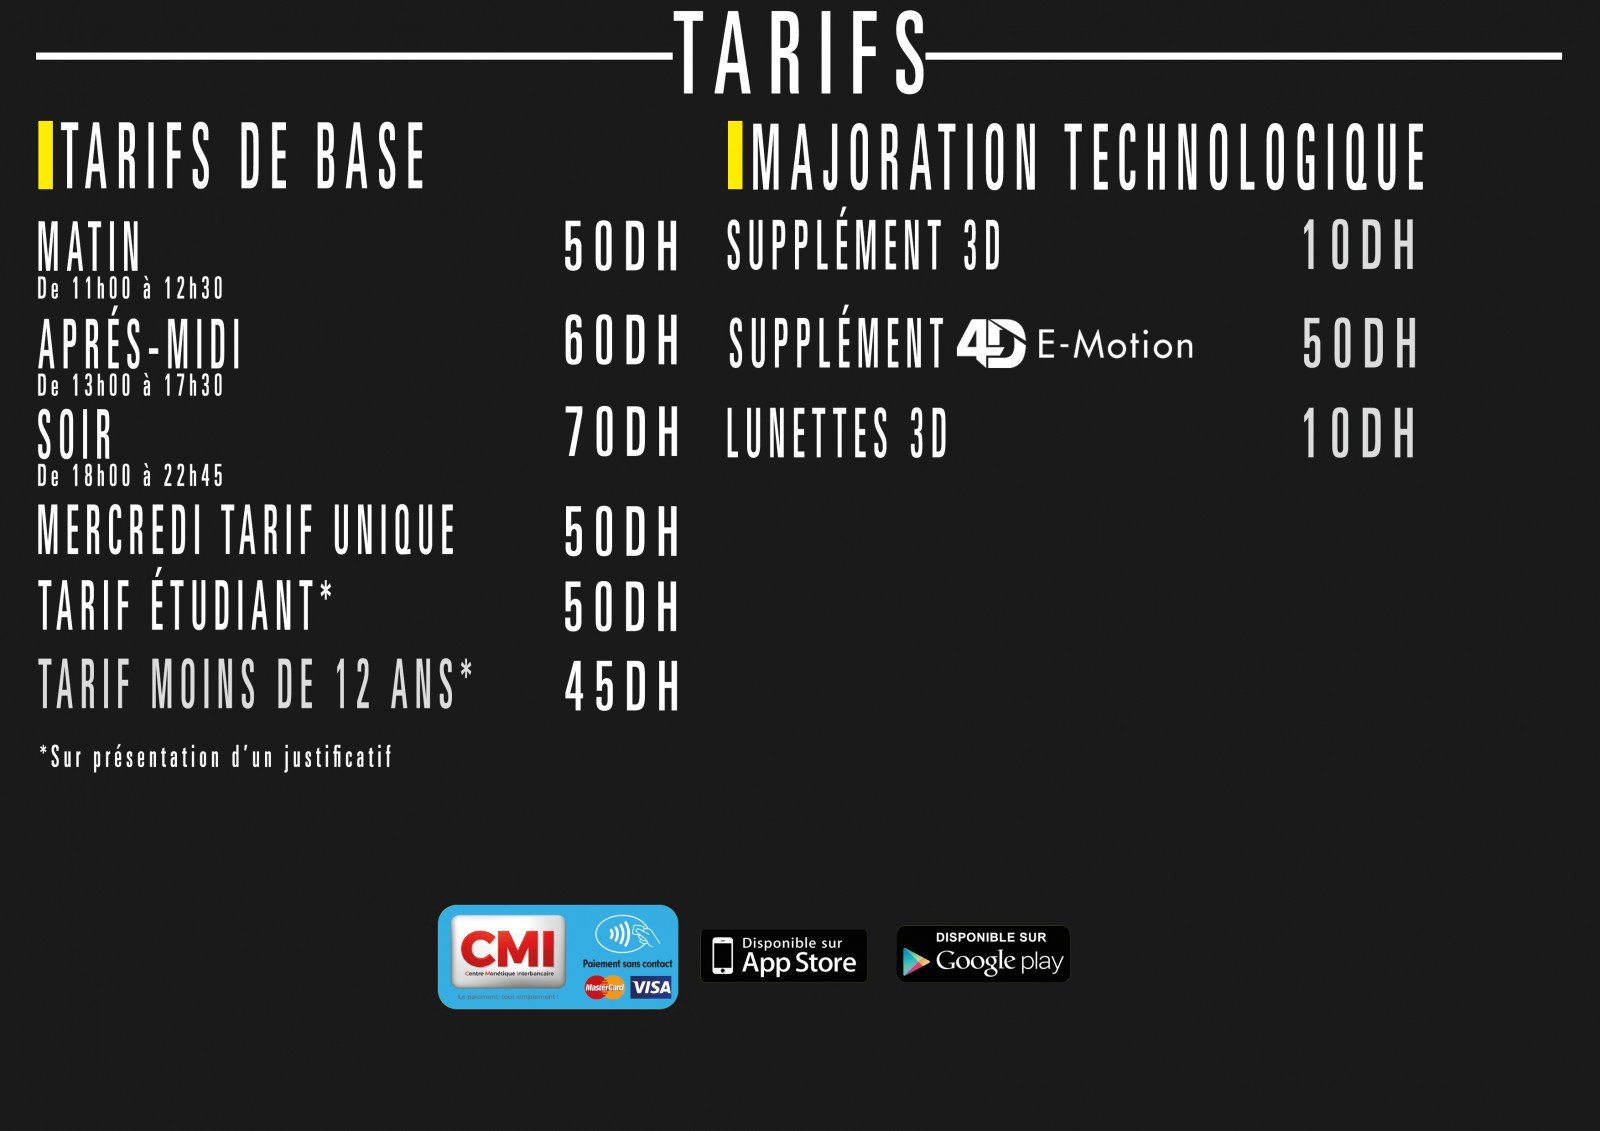 TARIFS
TARIFS DE BASE
MATIN 50DH
De 11h00 à 12h30
APRÉS-MIDI 60DH
De 13h00 à 17h30
SOIR 70DH
De 18h00 à 22h45
MERCREDI TARIF UNIQUE 50DH
TARIF ÉTUDIANT* 50DH
TARIF MOINS DE 12 ANS* 45DH
*Sur présentation d'un justificatif
MAJORATION TECHNOLOGIQUE
SUPPLÉMENT 3D 10DH
SUPPLÉMENT 4D E-Motion 50DH
LUNETTES 3D 10DH
CMI
Centre Monétique Interbancaire
Le paiement, tout simplement !
Paiement sans contact
MasterCard VISA
Disponible sur
App Store
DISPONIBLE SUR
Google play